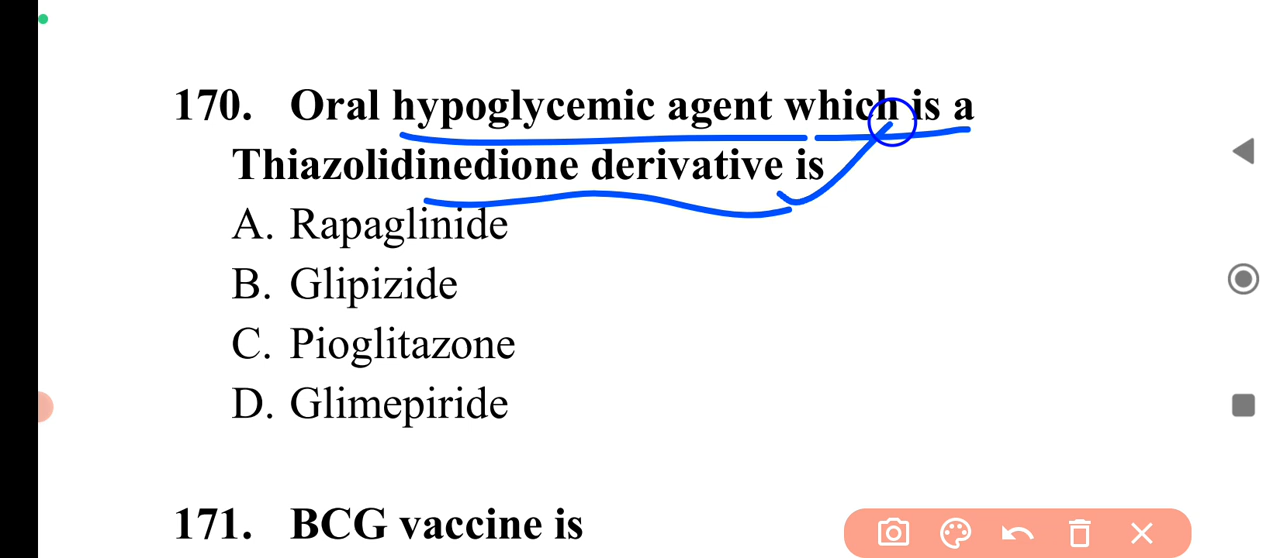 170. Oral hypoglycemic agent which is a
Thiazolidinedione derivative is
A. Rapaglinide
B. Glipizide
C. Pioglitazone
D. Glimepiride
171. BCG vaccine is